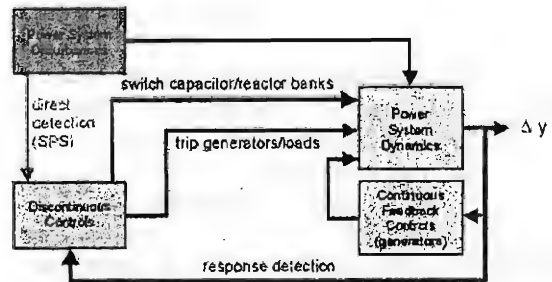 Power System
Disturbances
direct
detection
(SPS)
switch capacitor/reactor banks
trip generators/loads
Power
System
Dynamics
Δ y
Discontinuous
Controls
Continuous
Feedback
Controls
(generators)
response detection